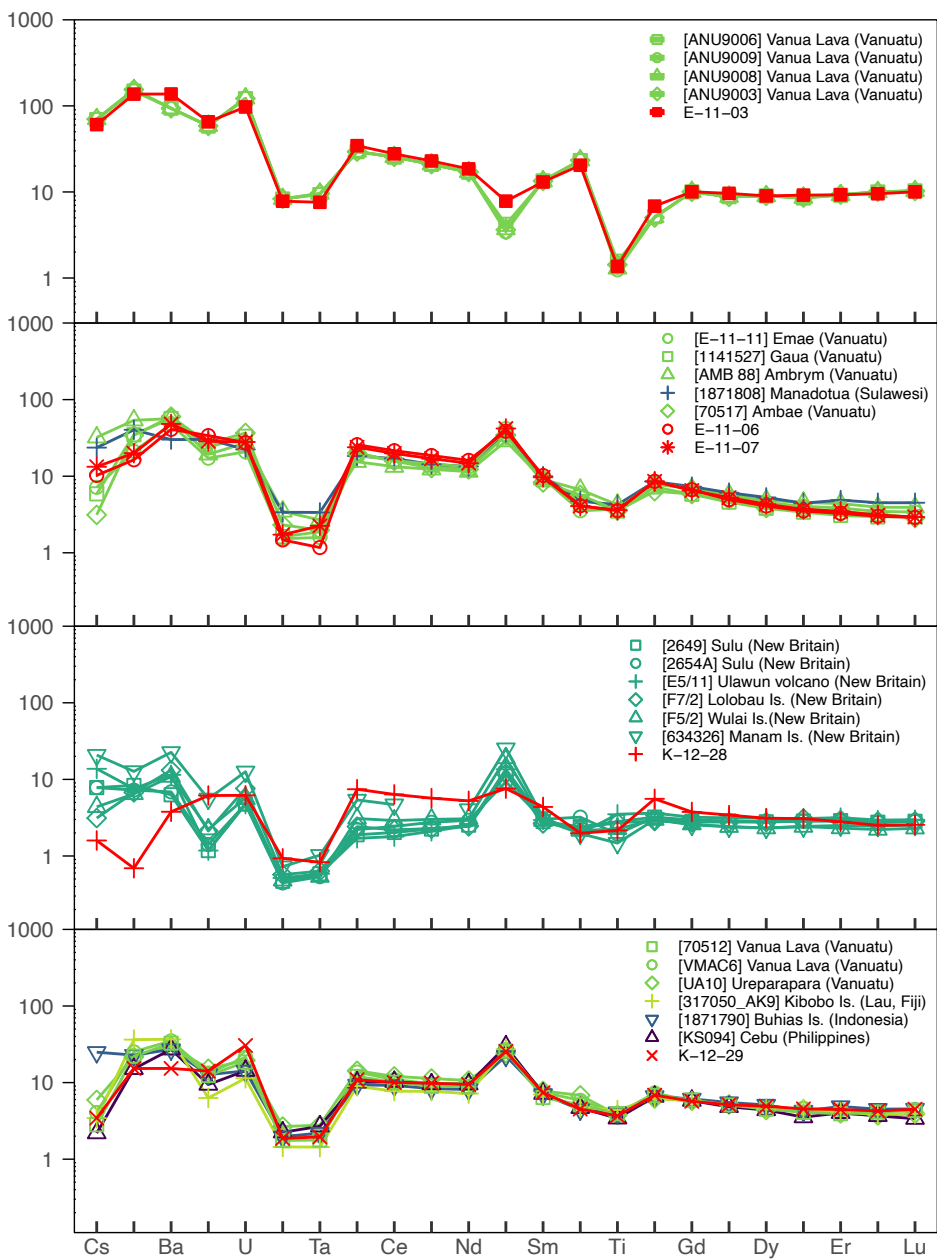 1000
100
10
1
[ANU9006] Vanua Lava (Vanuatu)
[ANU9009] Vanua Lava (Vanuatu)
[ANU9008] Vanua Lava (Vanuatu)
[ANU9003] Vanua Lava (Vanuatu)
E−11−03
1000
100
10
1
[E−11−11] Emae (Vanuatu)
[1141527] Gaua (Vanuatu)
[AMB 88] Ambrym (Vanuatu)
[1871808] Manadotua (Sulawesi)
[70517] Ambae (Vanuatu)
E−11−06
E−11−07
1000
100
10
1
[2649] Sulu (New Britain)
[2654A] Sulu (New Britain)
[E5/11] Ulawun volcano (New Britain)
[F7/2] Lolobau Is. (New Britain)
[F5/2] Wulai Is.(New Britain)
[634326] Manam Is. (New Britain)
K−12−28
1000
100
10
1
[70512] Vanua Lava (Vanuatu)
[VMAC6] Vanua Lava (Vanuatu)
[UA10] Ureparapara (Vanuatu)
[317050_AK9] Kibobo Is. (Lau, Fiji)
[1871790] Buhias Is. (Indonesia)
[KS094] Cebu (Philippines)
K−12−29
Cs Ba U Ta Ce Nd Sm Ti Gd Dy Er Lu